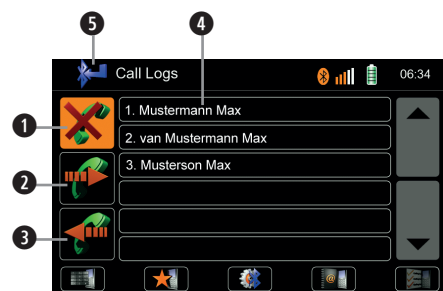 5
4
Call Logs
06:34
1
1. Mustermann Max
2. van Mustermann Max
2
3. Musterson Max
3
@